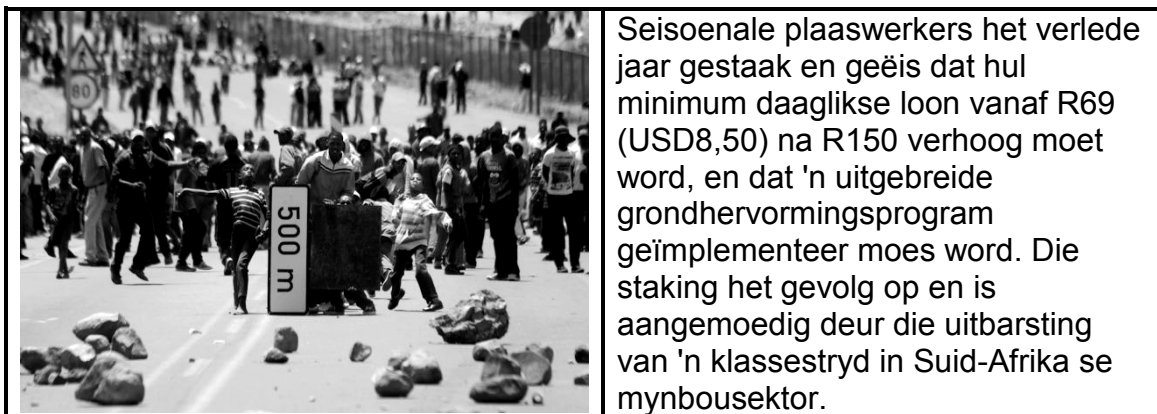 80
500 m
Seisoenale plaaswerkers het verlede
jaar gestaak en geëis dat hul
minimum daaglikse loon vanaf R69
(USD8,50) na R150 verhoog moet
word, en dat 'n uitgebreide
grondhervormingsprogram
geïmplementeer moes word. Die
staking het gevolg op en is
aangemoedig deur die uitbarsting
van 'n klassestryd in Suid-Afrika se
mynbousektor.